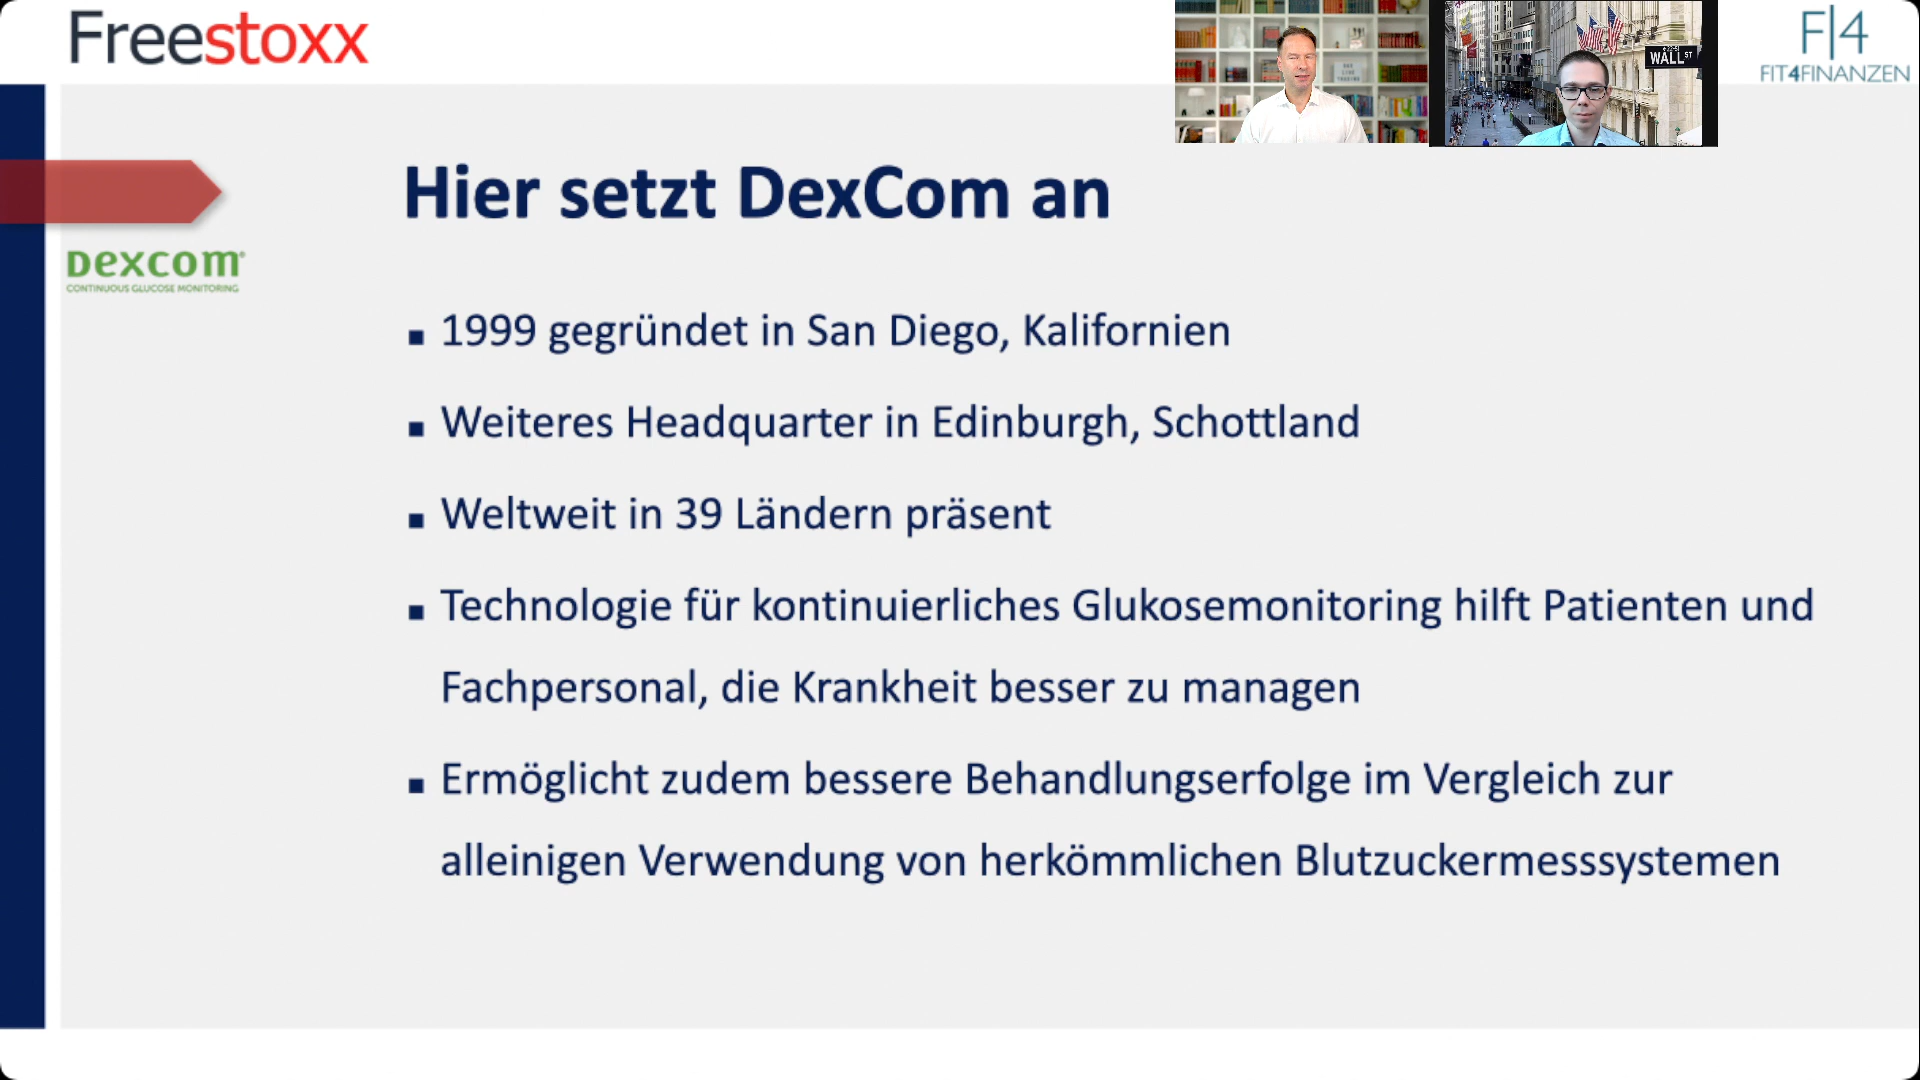 Freestoxx
WALL ST
F|4
FIT4FINANZEN
Hier setzt DexCom an
Dexcom
CONTINUOUS GLUCOSE MONITORING
▪ 1999 gegründet in San Diego, Kalifornien
▪ Weiteres Headquarter in Edinburgh, Schottland
▪ Weltweit in 39 Ländern präsent
▪ Technologie für kontinuierliches Glukosemonitoring hilft Patienten und
Fachpersonal, die Krankheit besser zu managen
▪ Ermöglicht zudem bessere Behandlungserfolge im Vergleich zur
alleinigen Verwendung von herkömmlichen Blutzuckermesssystemen